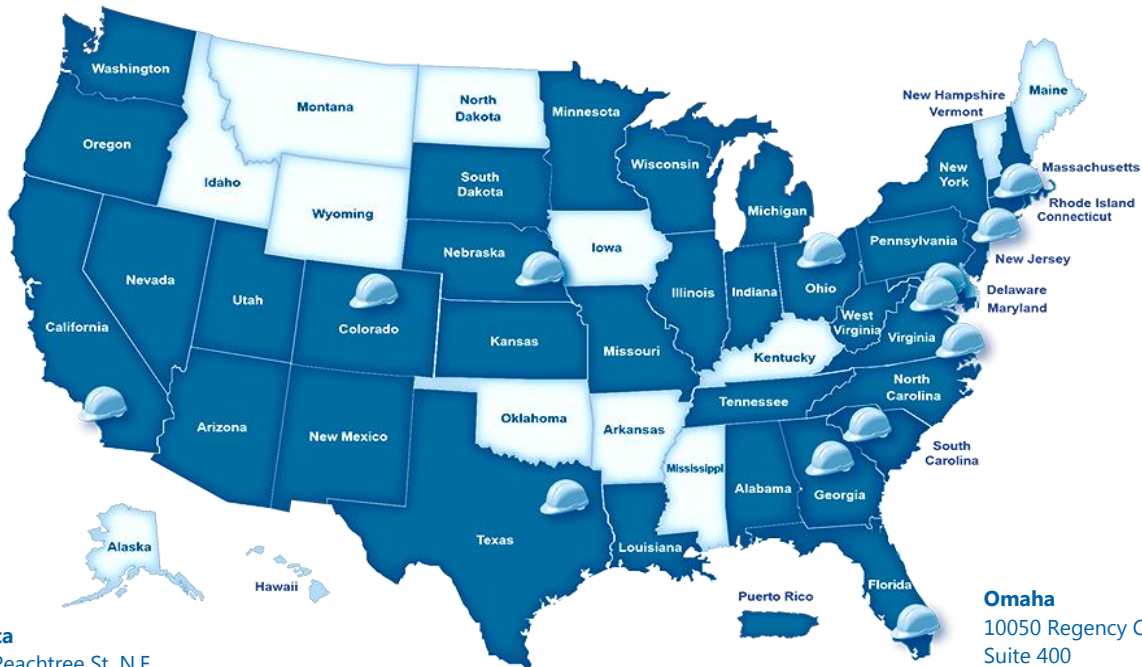 Washington
Montana
North
Dakota
Minnesota
New Hampshire
Vermont
Maine
Oregon
Idaho
South
Dakota
Wisconsin
Michigan
New
York
Massachusetts
Rhode Island
Connecticut
Wyoming
Nebraska
Iowa
Pennsylvania
New Jersey
Nevada
Utah
Colorado
Illinois
Indiana
Ohio
Delaware
Maryland
California
Kansas
Missouri
West
Virginia
Virginia
Kentucky
Tennessee
North
Carolina
Arizona
New Mexico
Oklahoma
Arkansas
Mississippi
Alabama
Georgia
South
Carolina
Texas
Louisiana
Alaska
Hawaii
Puerto Rico
Florida
Omaha
10050 Regency
Suite 400
Peachtree St. N.E.